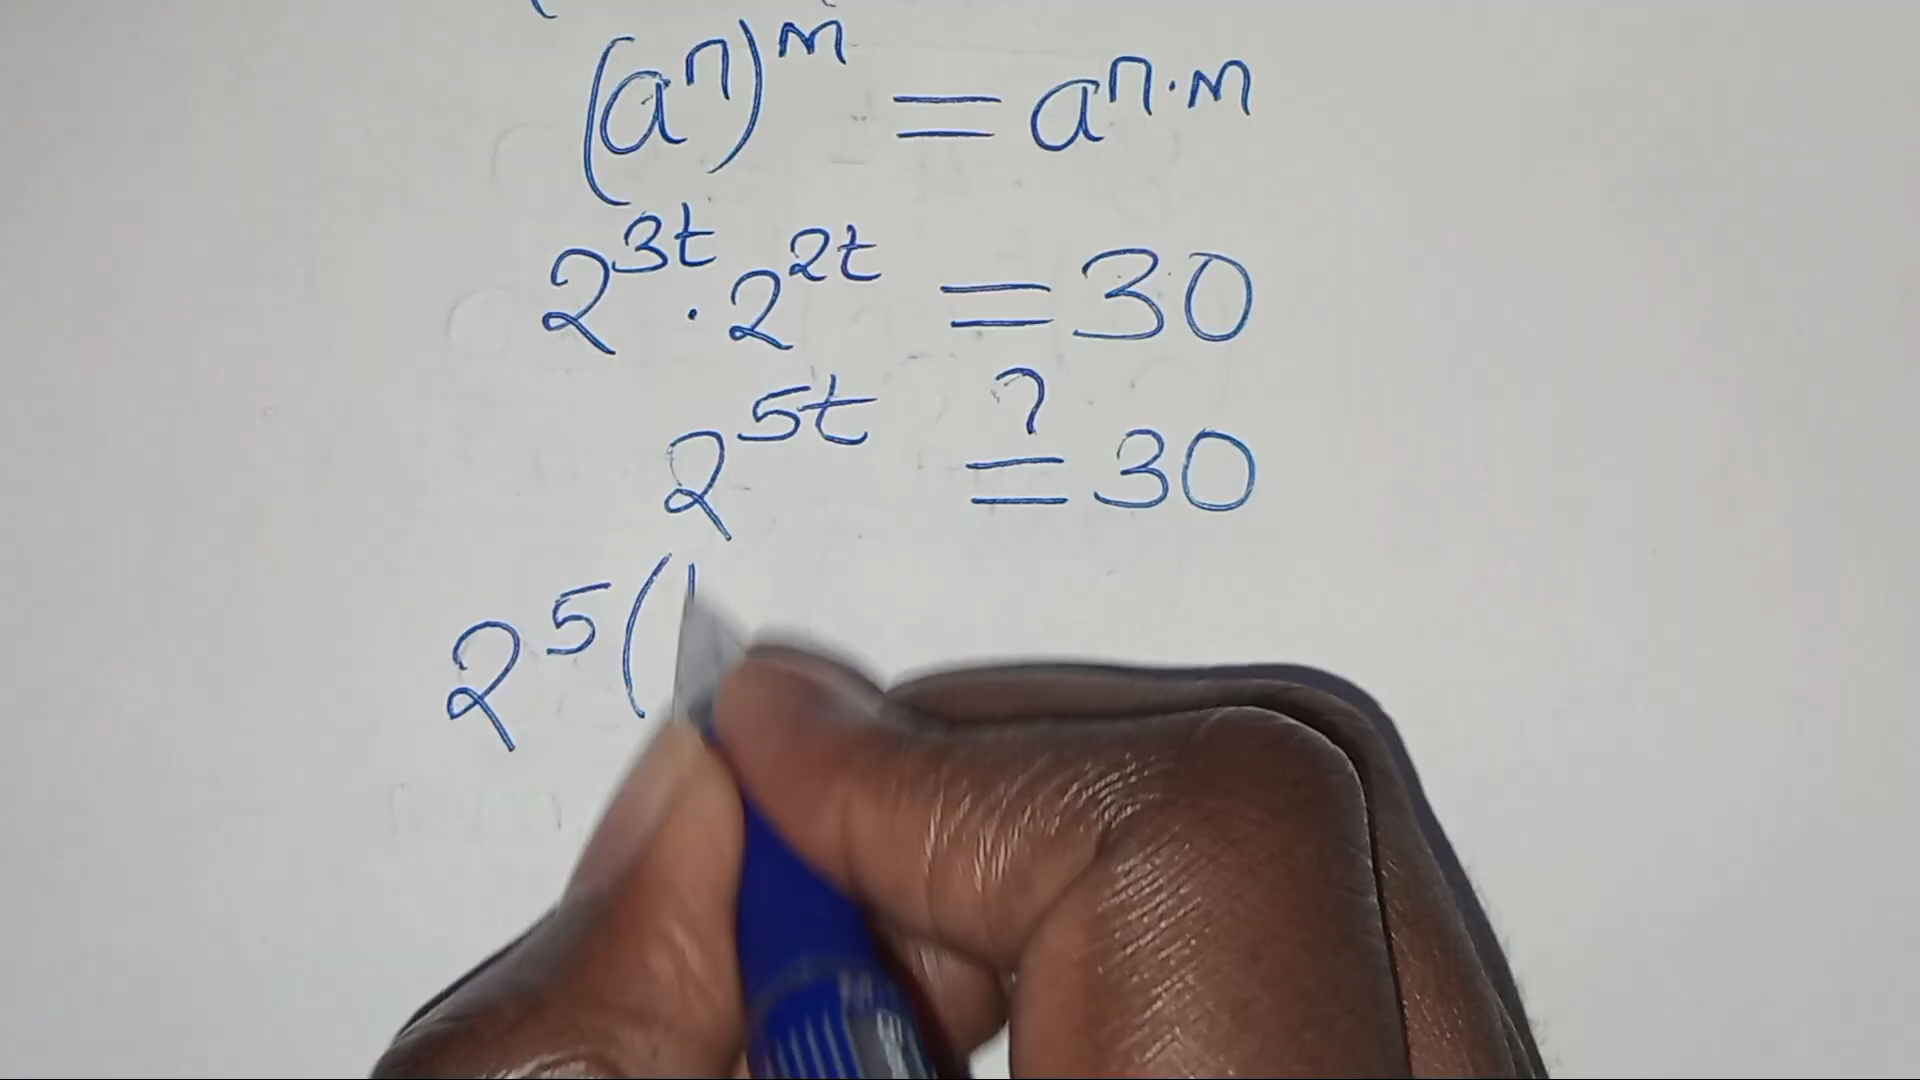 (aⁿ)ᵐ = aⁿ·ᵐ
2³ᵗ · 2²ᵗ = 30
2⁵ᵗ ?= 30
2⁵⁽